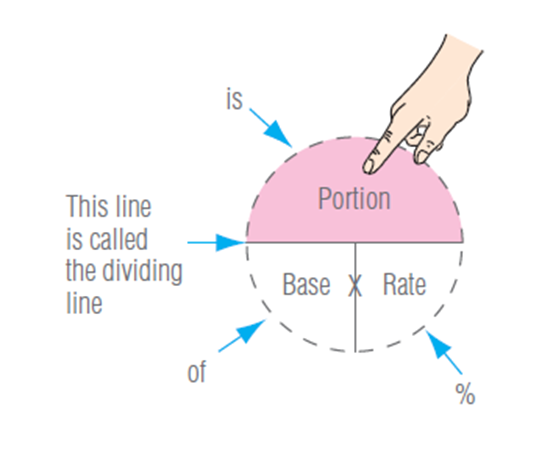 is
Portion
This line
is called
the dividing
line
Base X Rate
of
%